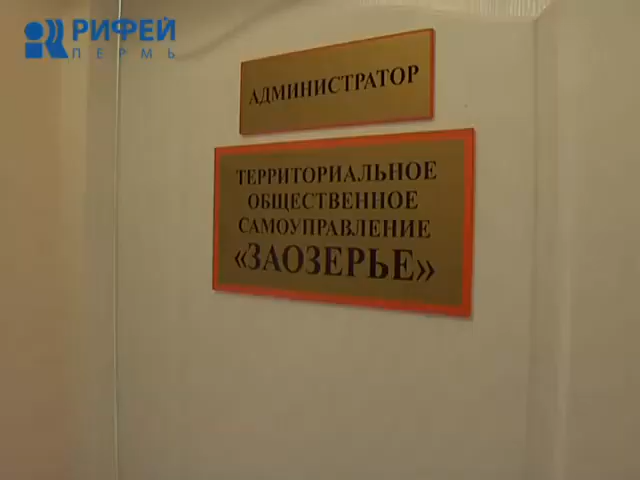 РИФЕЙ
ПЕРМЬ
АДМИНИСТРАТОР
ТЕРРИТОРИАЛЬНОЕ
ОБЩЕСТВЕННОЕ
САМОУПРАВЛЕНИЕ
«ЗАОЗЕРЬЕ»